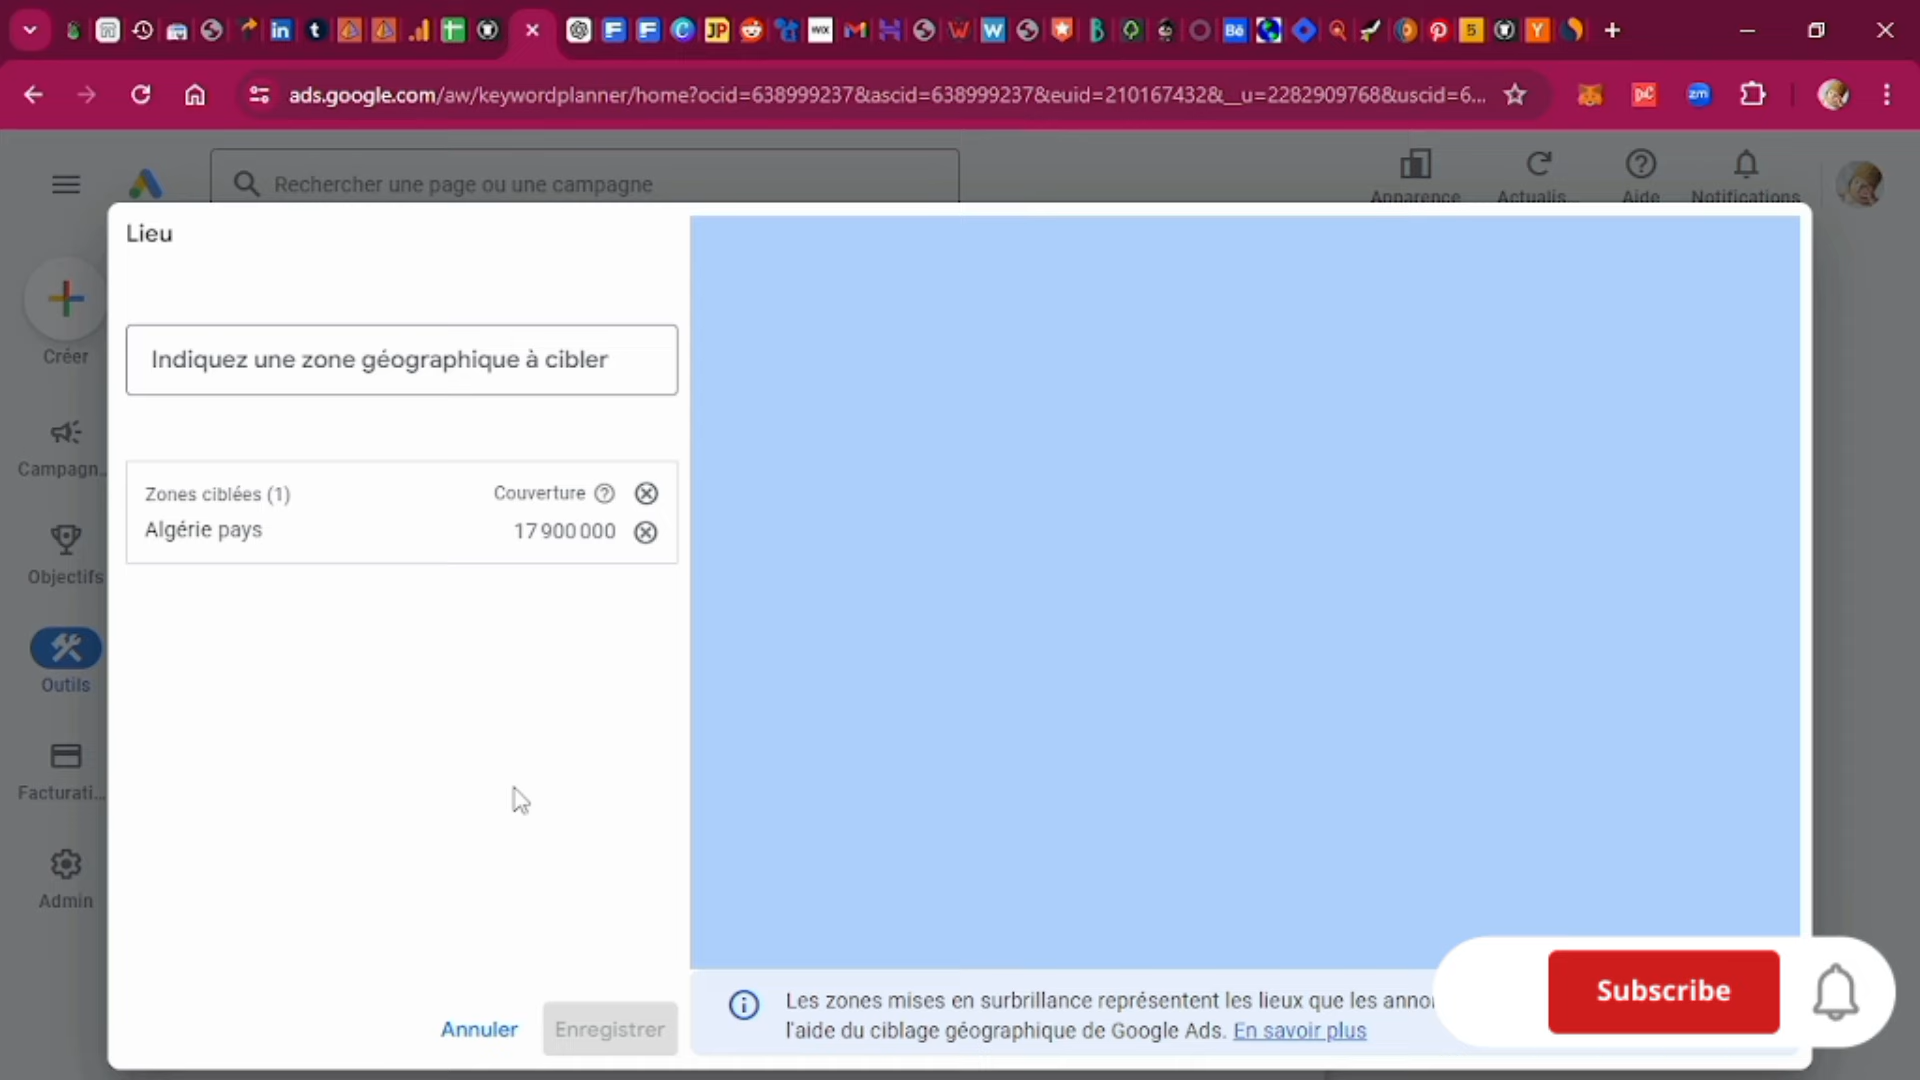 ads.google.com/aw/keywordplanner/home?ocid=638999237&ascid=638999237&euid=210167432&__u=2282909768&uscid=6...
Rechercher une page ou une campagne
Apparence
Actualis...
Aide
Notifications
Créer
Campagn...
Objectifs
Outils
Facturati...
Admin
Lieu
Indiquez une zone géographique à cibler
Zones ciblées (1)
Couverture
Algérie pays
17 900 000
Annuler
Enregistrer
Les zones mises en surbrillance représentent les lieux que les anno
l'aide du ciblage géographique de Google Ads. En savoir plus
Subscribe